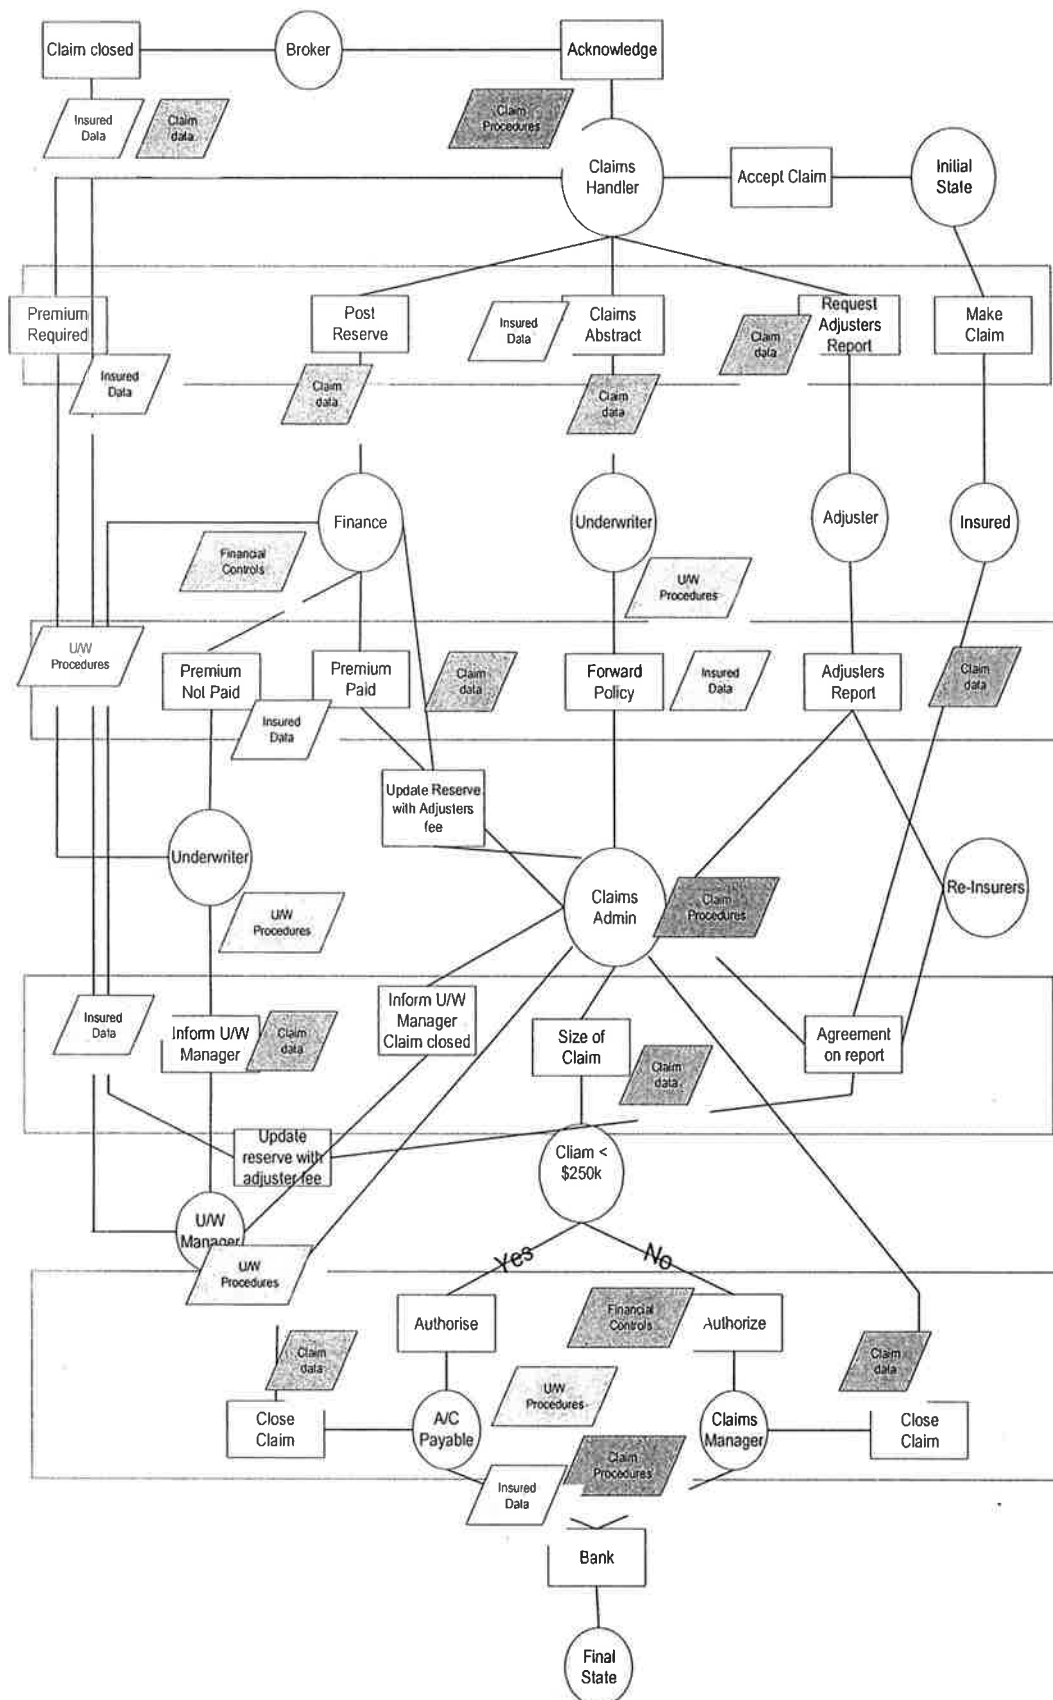 Claim closed
Broker
Acknowledge
Insured
Data
Claim
data
Claim
Procedures
Claims
Handler
Accept Claim
Initial
State
Premium
Required
Post
Reserve
Insured
Data
Claims
Abstract
Claim
data
Request
Adjusters
Report
Make
Claim
Insured
Data
Claim
data
Claim
data
Finance
Underwriter
Adjuster
Insured
Financial
Controls
U/W
Procedures
U/W
Procedures
Premium
Not Paid
Premium
Paid
Claim
data
Forward
Policy
Insured
Data
Adjusters
Report
Claim
data
Insured
Data
Update Reserve
with Adjusters
fee
Underwriter
Claims
Admin
Claim
Procedures
Re-Insurers
U/W
Procedures
Insured
Data
Inform U/W
Manager
Claim
data
Inform U/W
Manager
Claim closed
Size of
Claim
Claim
data
Agreement
on report
Update
reserve with
adjuster fee
Cliam <
$250k
U/W
Manager
U/W
Procedures
Yes
No
Authorise
Financial
Controls
Authorize
Claim
data
Claim
data
U/W
Procedures
Close
Claim
A/C
Payable
Claims
Manager
Close
Claim
Claim
Procedures
Insured
Data
Bank
Final
State